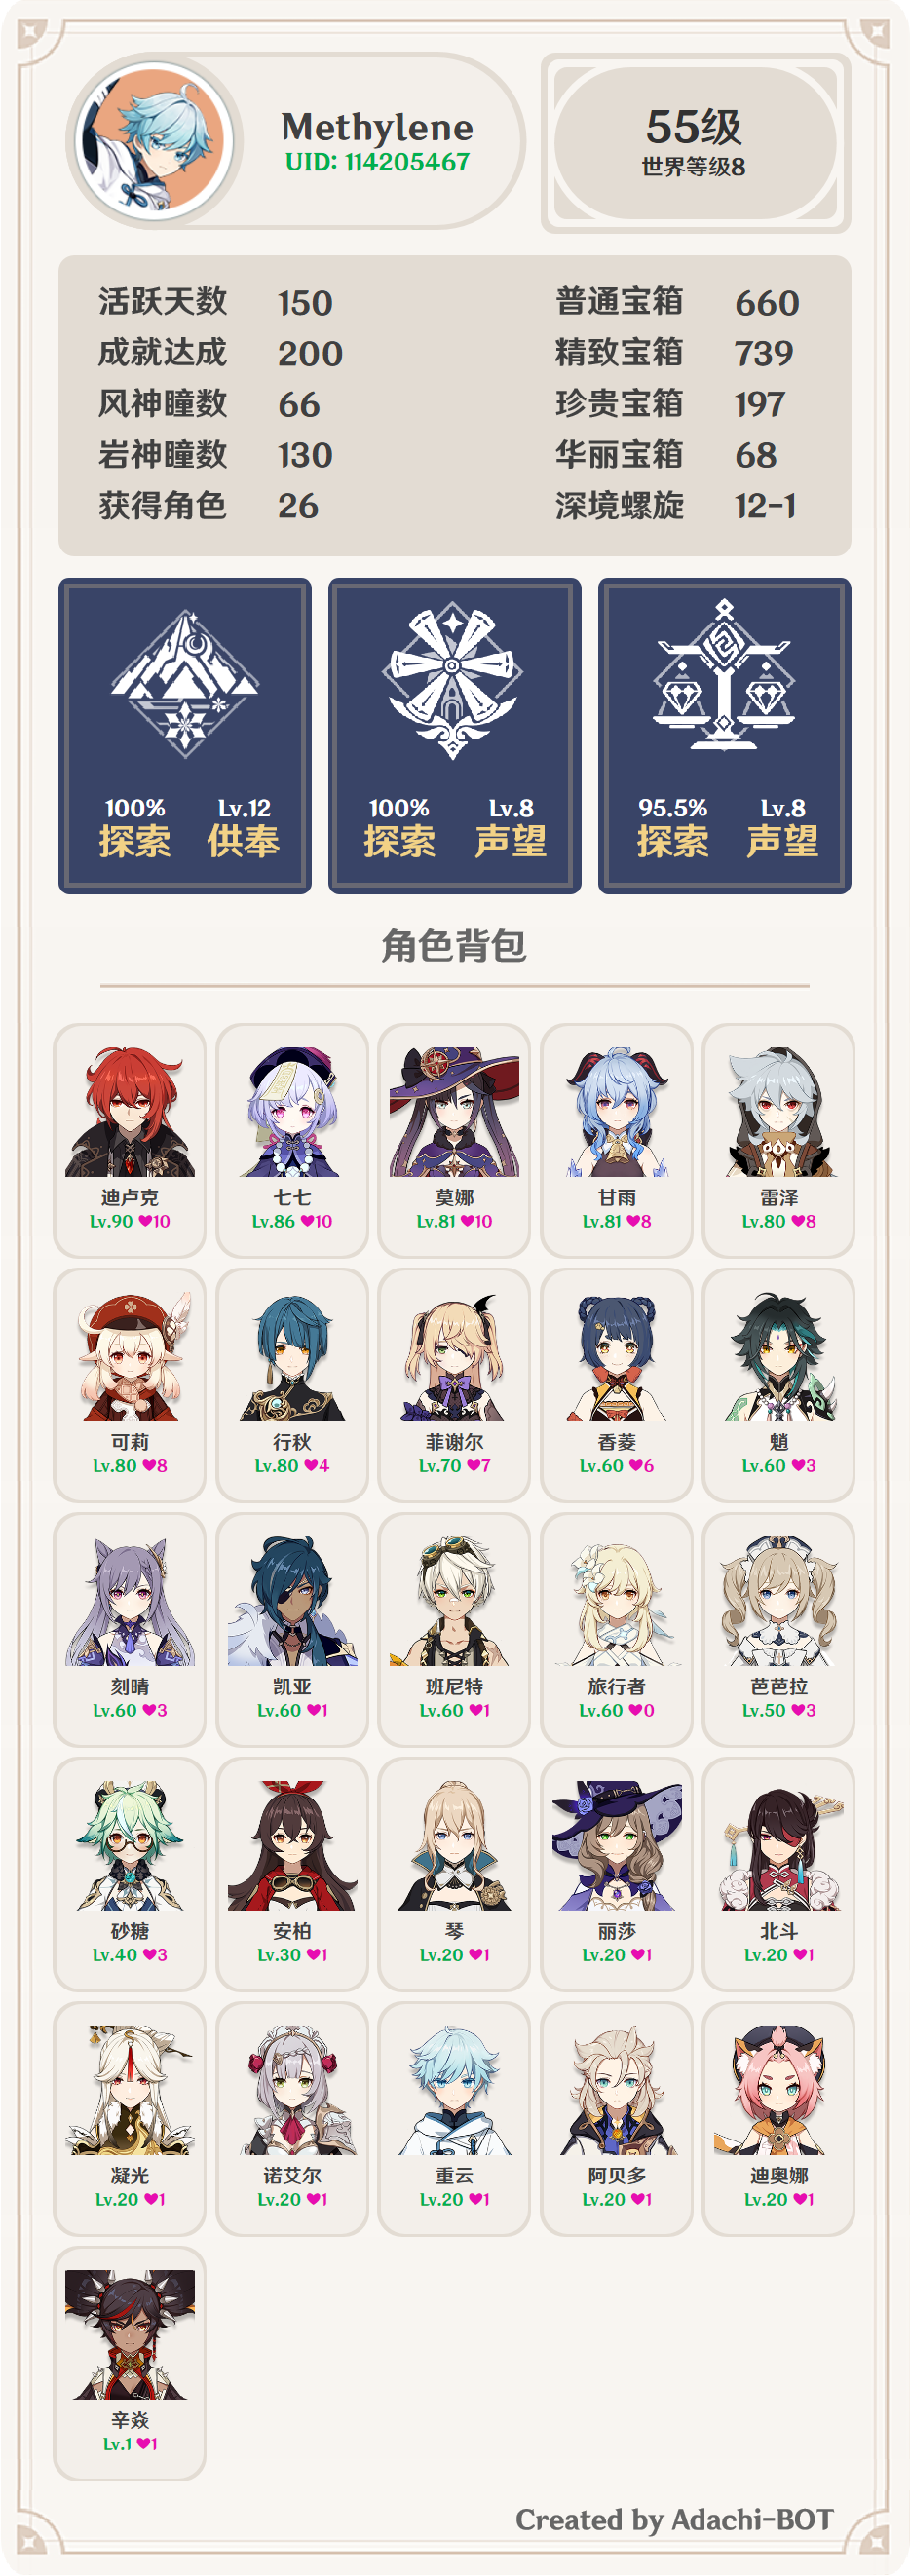 Methylene
UID: 114205467
55级
世界等级8
活跃天数 150
普通宝箱 660
成就达成 200
精致宝箱 739
风神瞳数 66
珍贵宝箱 197
岩神瞳数 130
华丽宝箱 68
获得角色 26
深境螺旋 12-1
100% Lv.12
探索 供奉
100% Lv.8
探索 声望
95.5% Lv.8
探索 声望
角色背包
迪卢克
Lv.90 ♥10
七七
Lv.86 ♥10
莫娜
Lv.81 ♥10
甘雨
Lv.81 ♥8
雷泽
Lv.80 ♥8
可莉
Lv.80 ♥8
行秋
Lv.80 ♥4
菲谢尔
Lv.70 ♥7
香菱
Lv.60 ♥6
魈
Lv.60 ♥3
刻晴
Lv.60 ♥3
凯亚
Lv.60 ♥1
班尼特
Lv.60 ♥1
旅行者
Lv.60 ♥0
芭芭拉
Lv.50 ♥3
砂糖
Lv.40 ♥3
安柏
Lv.30 ♥1
琴
Lv.20 ♥1
丽莎
Lv.20 ♥1
北斗
Lv.20 ♥1
凝光
Lv.20 ♥1
诺艾尔
Lv.20 ♥1
重云
Lv.20 ♥1
阿贝多
Lv.20 ♥1
迪奥娜
Lv.20 ♥1
辛焱
Lv.1 ♥1
Created by Adachi-BOT